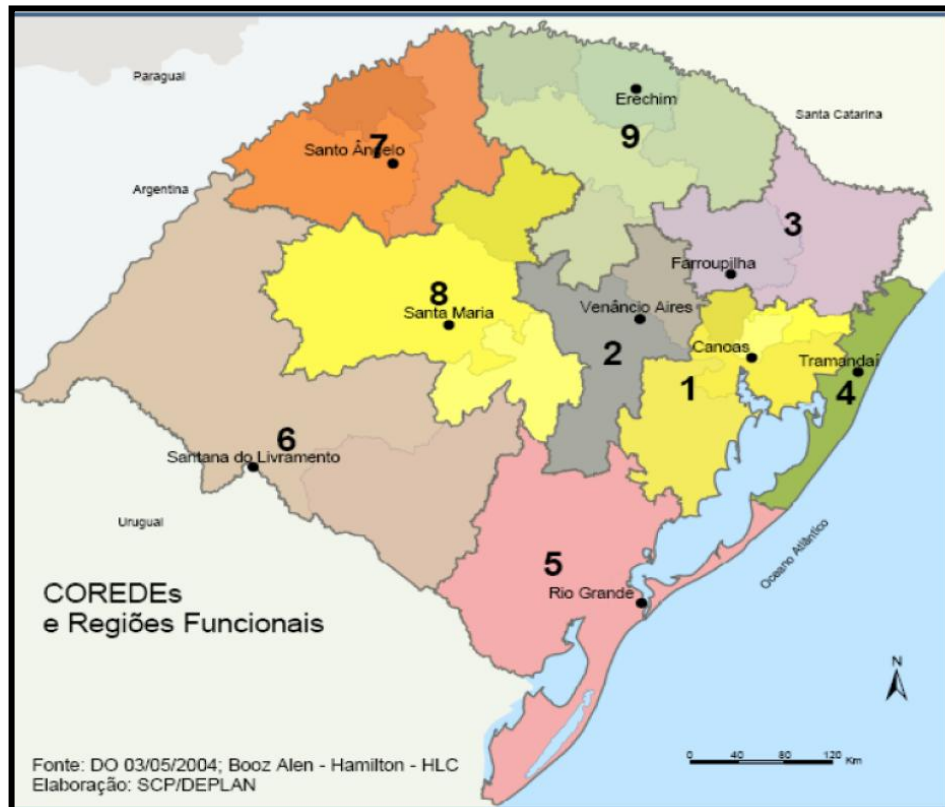 Paraguai
Erechim
Santa Catarina
9
7
Santo Ângelo
Argentina
3
Farroupilha
8
Santa Maria
Venâncio Aires
2
Canoas
1
Tramandaí
4
6
Santana do Livramento
Uruguai
5
Rio Grande
Oceano Atlântico
COREDEs
e Regiões Funcionais
N
0 40 80 120
Km
Fonte: DO 03/05/2004; Booz Alen - Hamilton - HLC
Elaboração: SCP/DEPLAN